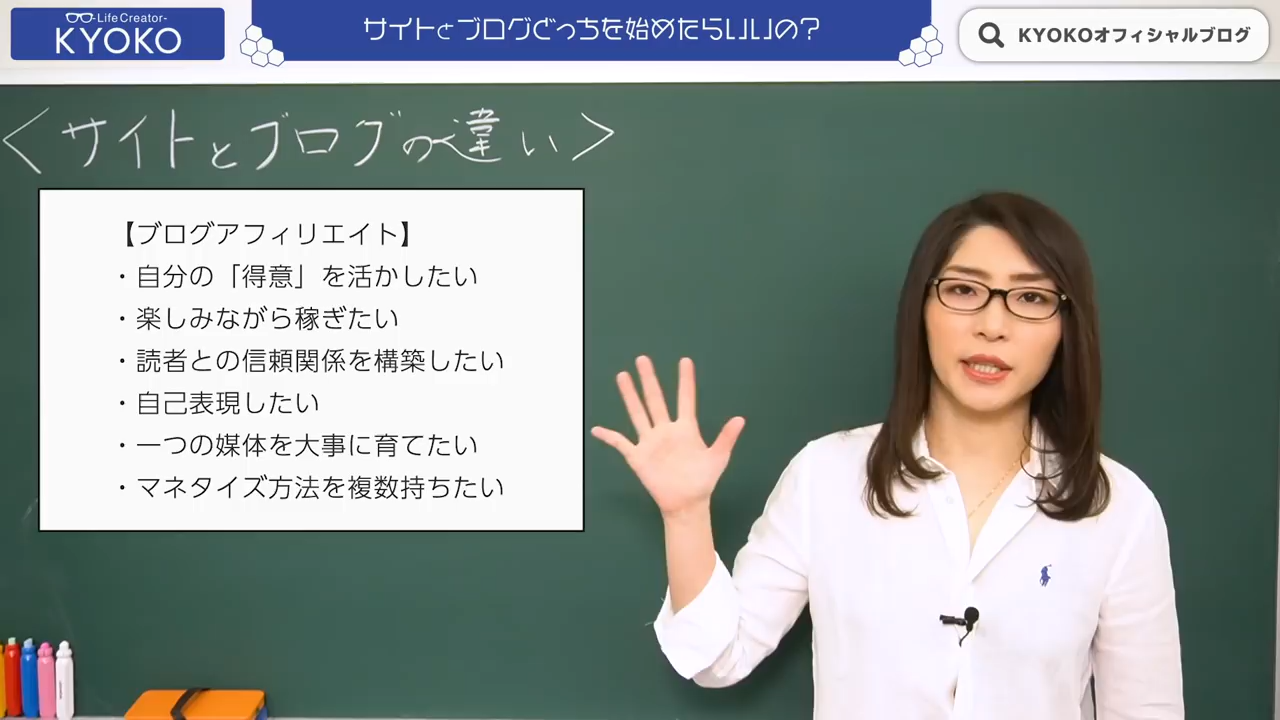 -Life Creator-
KYOKO
サイトとブログどっちを始めたらいいの?
KYOKOオフィシャルブログ
＜サイトとブログの違い＞
【ブログアフィリエイト】
・自分の「得意」を活かしたい
・楽しみながら稼ぎたい
・読者との信頼関係を構築したい
・自己表現したい
・一つの媒体を大事に育てたい
・マネタイズ方法を複数持ちたい